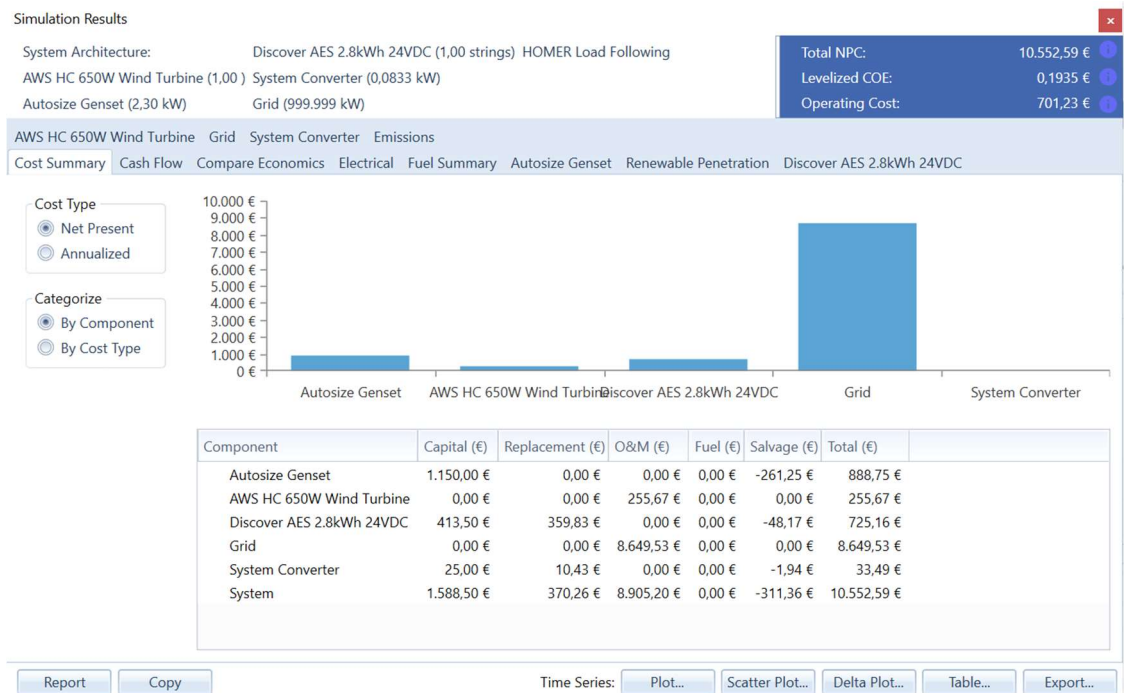 Simulation Results
x
System Architecture: Discover AES 2.8kWh 24VDC (1,00 strings) HOMER Load Following
AWS HC 650W Wind Turbine (1,00 ) System Converter (0,0833 kW)
Autosize Genset (2,30 kW) Grid (999.999 kW)
Total NPC: 10.552,59 €
Levelized COE: 0,1935 €
Operating Cost: 701,23 €
AWS HC 650W Wind Turbine Grid System Converter Emissions
Cost Summary Cash Flow Compare Economics Electrical Fuel Summary Autosize Genset Renewable Penetration Discover AES 2.8kWh 24VDC
Cost Type
Net Present
Annualized
Categorize
By Component
By Cost Type
10.000 €
9.000 €
8.000 €
7.000 €
6.000 €
5.000 €
4.000 €
3.000 €
2.000 €
1.000 €
0 €
Autosize Genset AWS HC 650W Wind Turbine Discover AES 2.8kWh 24VDC Grid System Converter
Component Capital (€) Replacement (€) O&M (€) Fuel (€) Salvage (€) Total (€)
Autosize Genset 1.150,00 € 0,00 € 0,00 € 0,00 € -261,25 € 888,75 €
AWS HC 650W Wind Turbine 0,00 € 0,00 € 255,67 € 0,00 € 0,00 € 255,67 €
Discover AES 2.8kWh 24VDC 413,50 € 359,83 € 0,00 € 0,00 € -48,17 € 725,16 €
Grid 0,00 € 0,00 € 8.649,53 € 0,00 € 0,00 € 8.649,53 €
System Converter 25,00 € 10,43 € 0,00 € 0,00 € -1,94 € 33,49 €
System 1.588,50 € 370,26 € 8.905,20 € 0,00 € -311,36 € 10.552,59 €
Report Copy Time Series: Plot... Scatter Plot... Delta Plot... Table... Export...